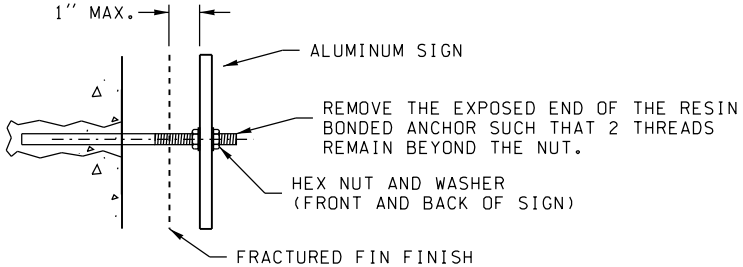 1" MAX.
ALUMINUM SIGN
REMOVE THE EXPOSED END OF THE RESIN
BONDED ANCHOR SUCH THAT 2 THREADS
REMAIN BEYOND THE NUT.
HEX NUT AND WASHER
(FRONT AND BACK OF SIGN)
FRACTURED FIN FINISH